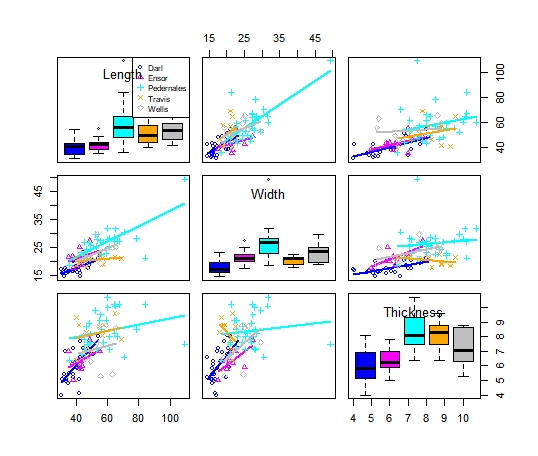 15 25 35 45
Length
Darl
Ensor
Pedernales
Travis
Wells
40 60 80 100
15 25 35 45
Width
Thickness
4 5 6 7 8 9
40 60 80 100
4 5 6 7 8 9 10